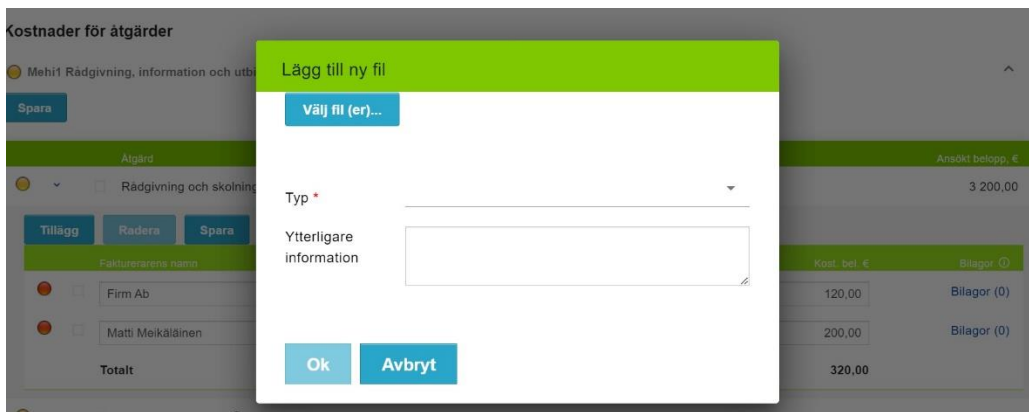 Kostnader för åtgärder
Mehi1 Rådgivning, information och utbi
Spara
Åtgärd
Ansökt belopp, €
Rådgivning och skolning
3 200,00
Tillägg
Radera
Spara
Fakturerarens namn
Kost. bel. €
Bilagor
Firm Ab
120,00
Bilagor (0)
Matti Meikäläinen
200,00
Bilagor (0)
Totalt
320,00
Lägg till ny fil
Välj fil (er)...
Typ *
Ytterligare
information
Ok
Avbryt